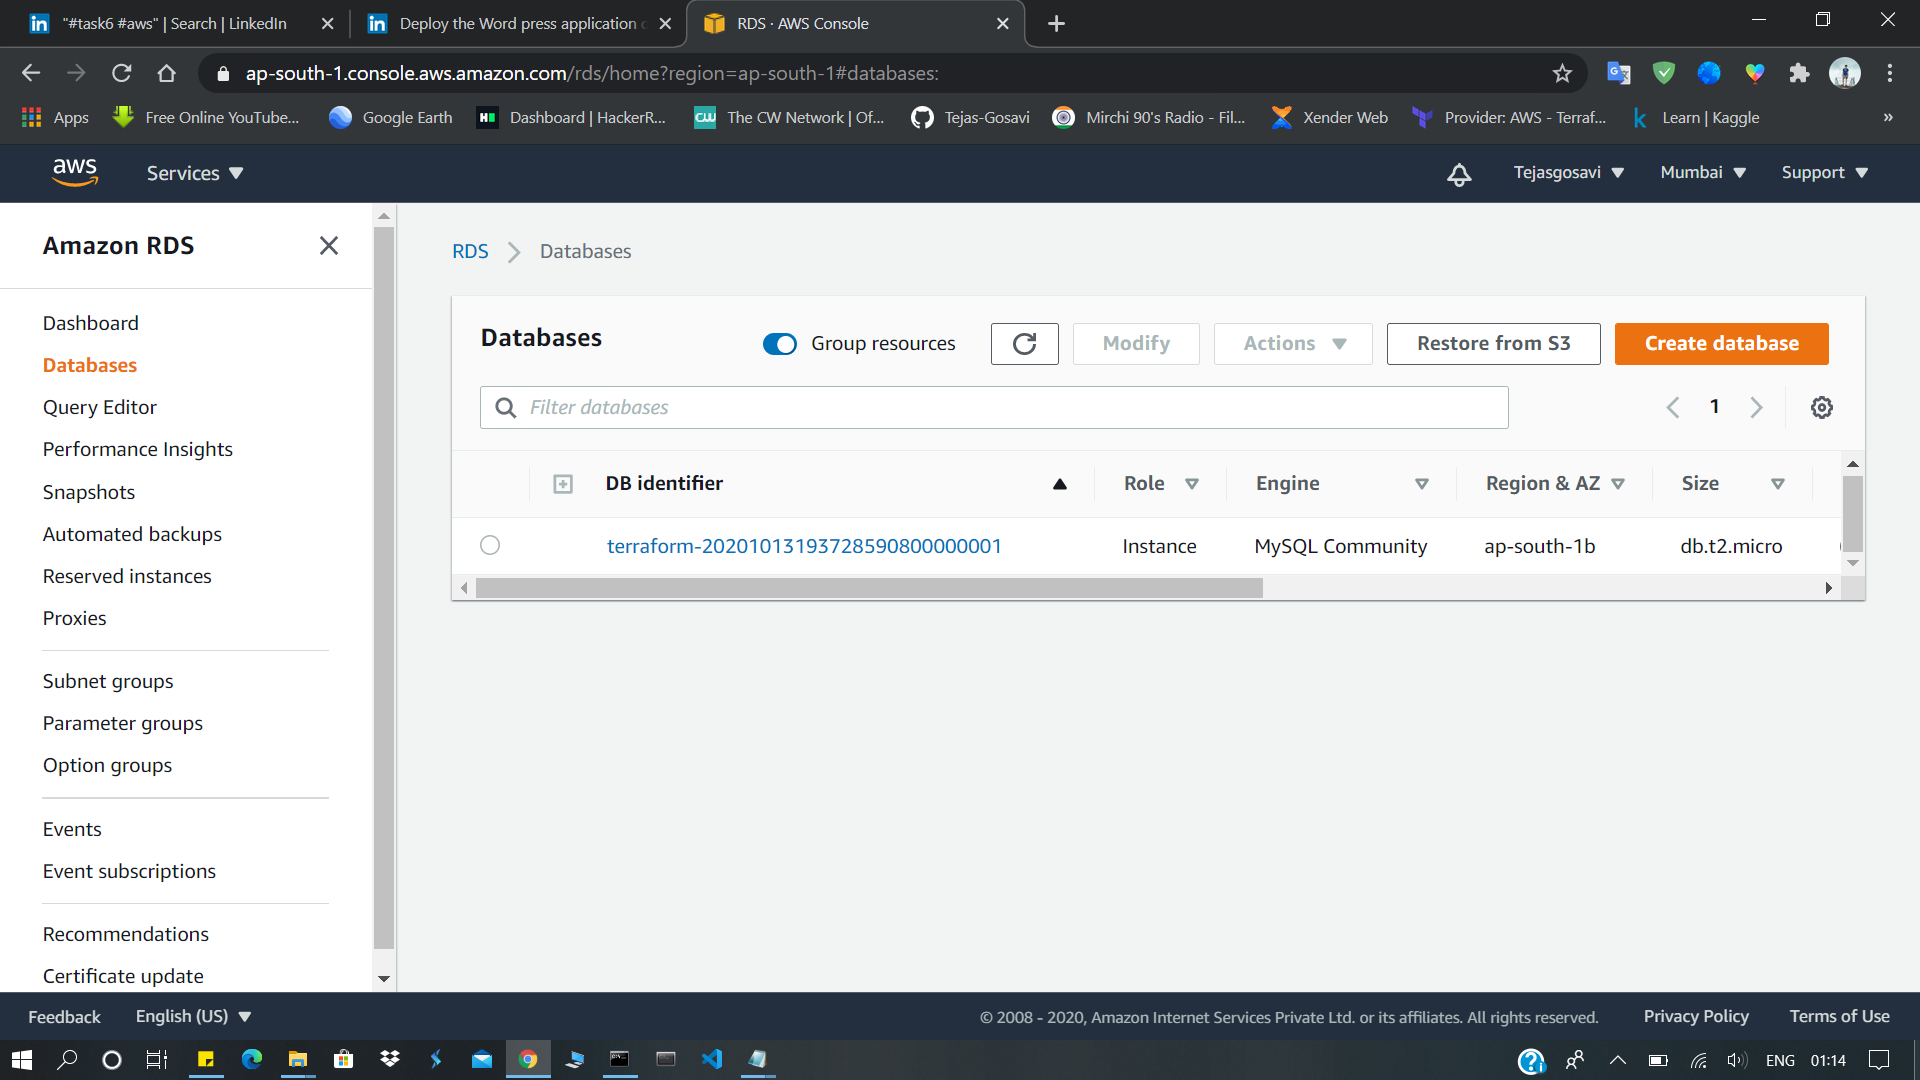 "#task6 #aws" | Search | LinkedIn
Deploy the Word press application
RDS · AWS Console
ap-south-1.console.aws.amazon.com/rds/home?region=ap-south-1#databases:
Apps
Free Online YouTube...
Google Earth
Dashboard | HackerR...
The CW Network | Of...
Tejas-Gosavi
Mirchi 90's Radio - Fil...
Xender Web
Provider: AWS - Terraf...
Learn | Kaggle
»
aws
Services
Tejasgosavi
Mumbai
Support
Amazon RDS
Dashboard
Databases
Query Editor
Performance Insights
Snapshots
Automated backups
Reserved instances
Proxies
Subnet groups
Parameter groups
Option groups
Events
Event subscriptions
Recommendations
Certificate update
RDS > Databases
Databases
Group resources
Modify
Actions
Restore from S3
Create database
Filter databases
1
DB identifier
Role
Engine
Region & AZ
Size
terraform-20201013193728590800000001
Instance
MySQL Community
ap-south-1b
db.t2.micro
Feedback
English (US)
© 2008 - 2020, Amazon Internet Services Private Ltd. or its affiliates. All rights reserved.
Privacy Policy
Terms of Use
ENG
01:14